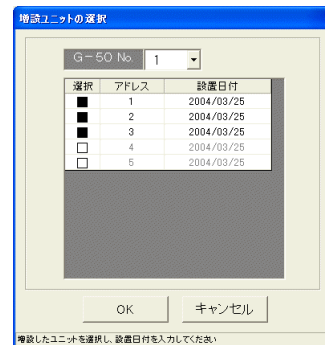 増設ユニットの選択
G－50 No. 1
選択 アドレス 設置日付
■ 1 2004/03/25
■ 2 2004/03/25
■ 3 2004/03/25
□ 4 2004/03/25
□ 5 2004/03/25
OK キャンセル
増設したユニットを選択し、設置日付を入力してください